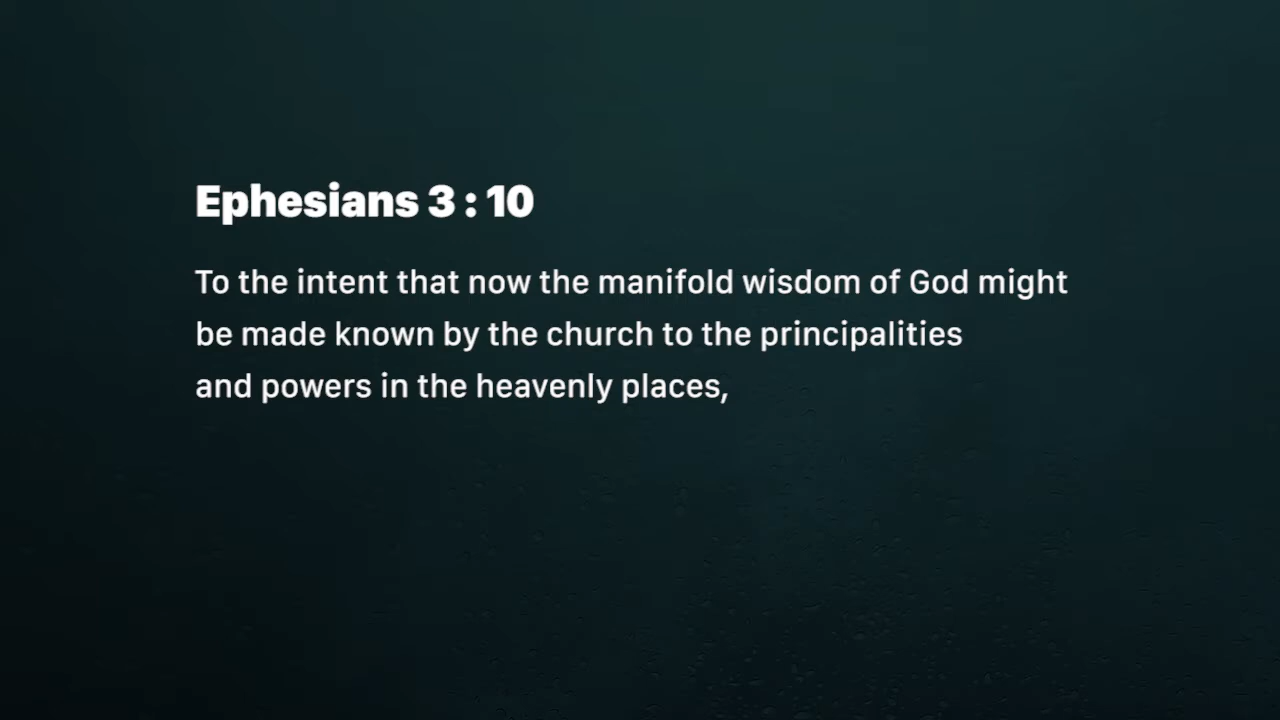 Ephesians 3 : 10
To the intent that now the manifold wisdom of God might
be made known by the church to the principalities
and powers in the heavenly places,